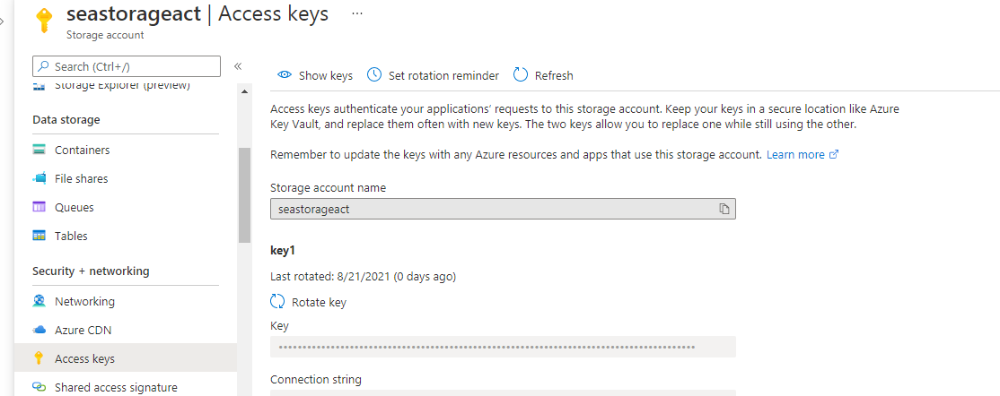 seastorageact | Access keys ...
Storage account
Search (Ctrl+/)
«
Storage Explorer (preview)
Data storage
Containers
File shares
Queues
Tables
Security + networking
Networking
Azure CDN
Access keys
Shared access signature
Show keys Set rotation reminder Refresh
Access keys authenticate your applications' requests to this storage account. Keep your keys in a secure location like Azure
Key Vault, and replace them often with new keys. The two keys allow you to replace one while still using the other.
Remember to update the keys with any Azure resources and apps that use this storage account. Learn more
Storage account name
seastorageact
key1
Last rotated: 8/21/2021 (0 days ago)
Rotate key
Key
Connection string